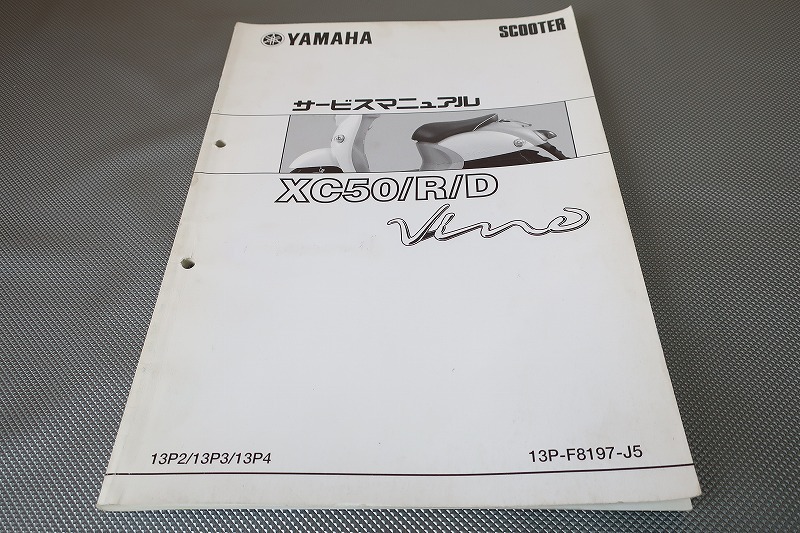 YAMAHA SCOOTER
サービスマニュアル
XC50/R/D
Vino
13P2/13P3/13P4 13P-F8197-J5